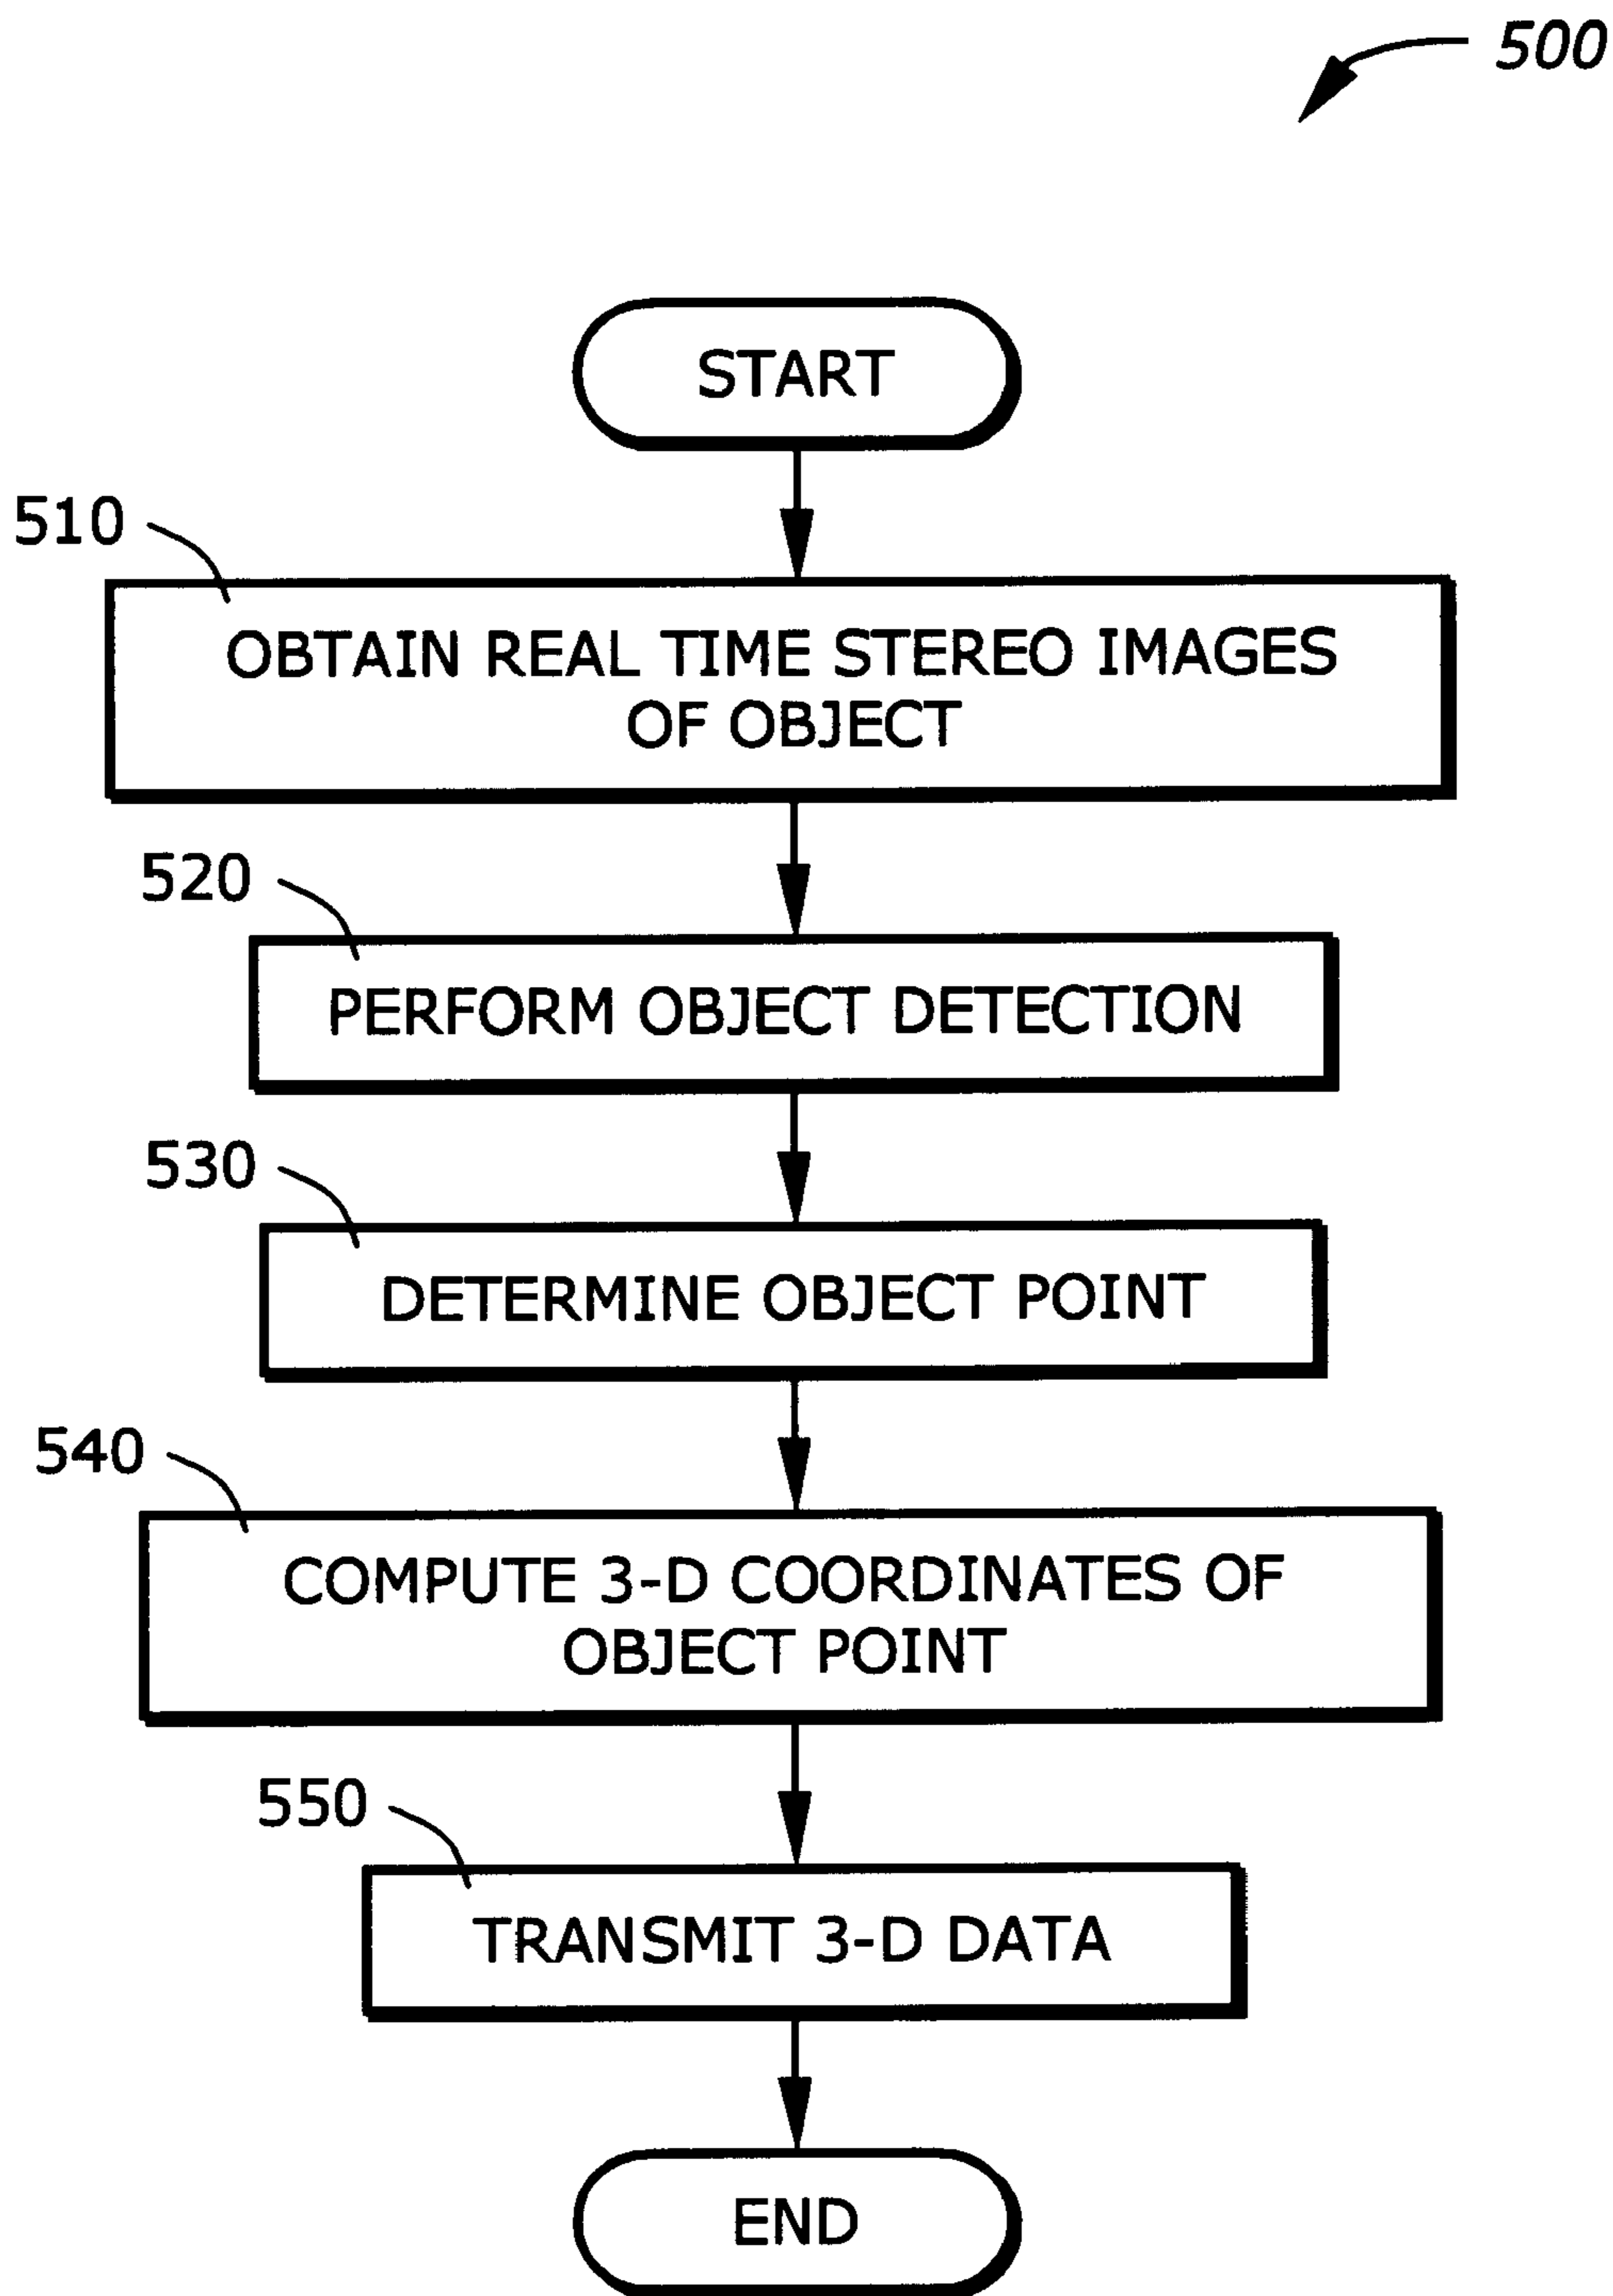 500
START
510
OBTAIN REAL TIME STEREO IMAGES
OF OBJECT
520
PERFORM OBJECT DETECTION
530
DETERMINE OBJECT POINT
540
COMPUTE 3-D COORDINATES OF
OBJECT POINT
550
TRANSMIT 3-D DATA
END